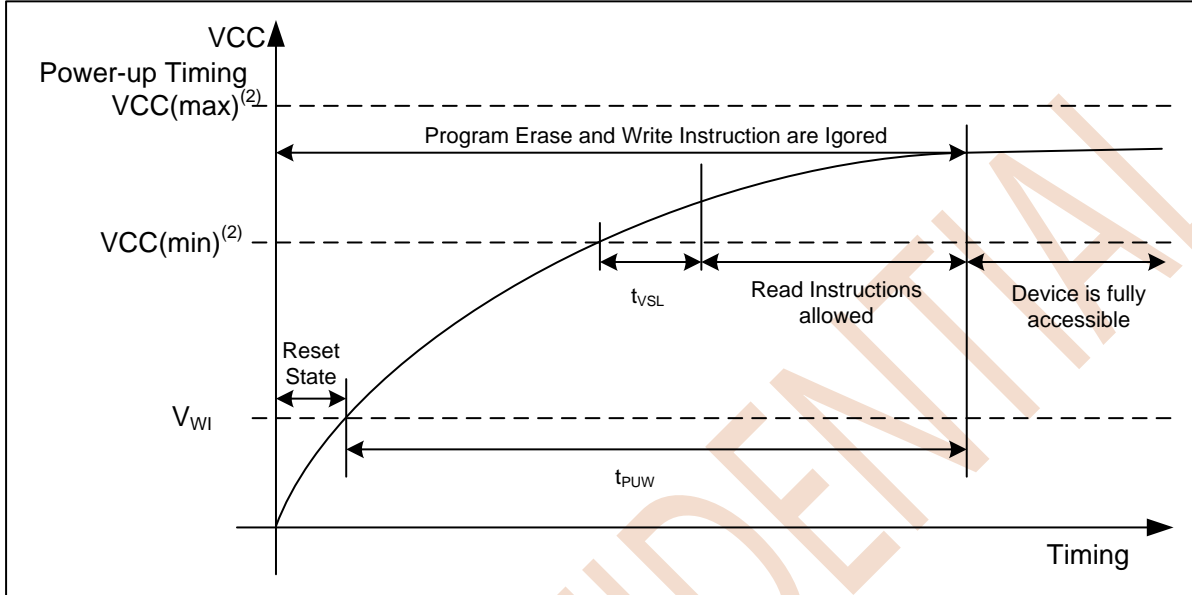 VCC
Power-up Timing
VCC(max)(2)
Program Erase and Write Instruction are Igored
VCC(min)(2)
tVSL
Read Instructions
allowed
Device is fully
accessible
Reset
State
VWI
tPUW
Timing